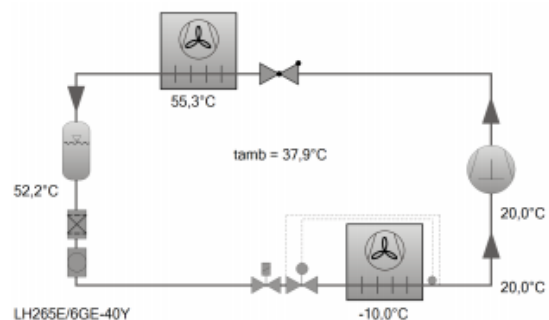 55,3°C
tamb = 37,9°C
52,2°C
20,0°C
20,0°C
LH265E/6GE-40Y
-10,0°C